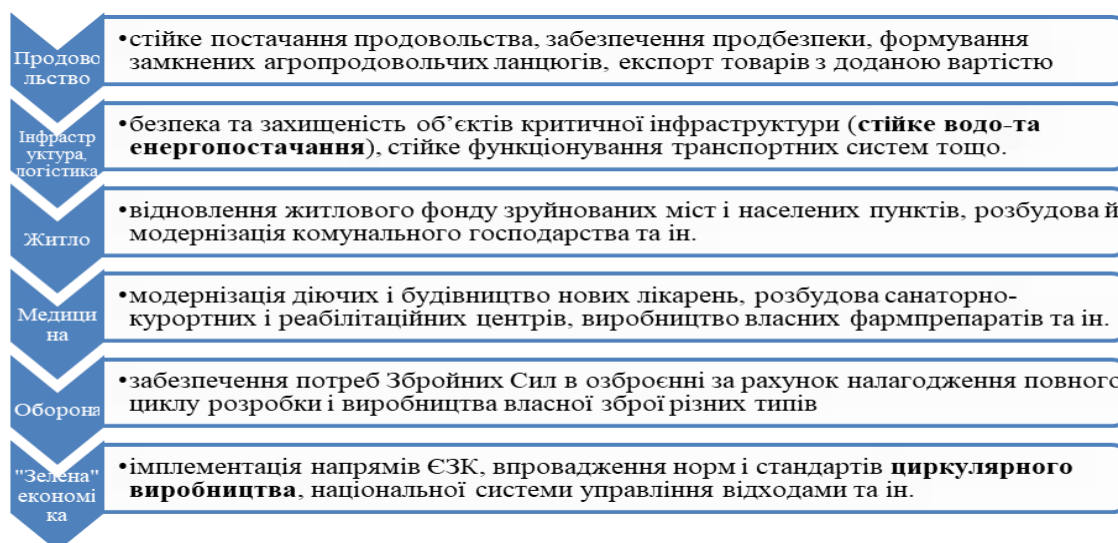 Продово
льство
•стійке постачання продовольства, забезпечення продбезпеки, формування
замкнених агропродовольчих ланцюгів, експорт товарів з доданою вартістю
Інфрастр
уктура,
логістика
•безпека та захищеність об’єктів критичної інфраструктури (стійке водо-та
енергопостачання), стійке функціонування транспортних систем тощо.
Житло
•відновлення житлового фонду зруйнованих міст і населених пунктів, розбудова й
модернізація комунального господарства та ін.
Медици
на
•модернізація діючих і будівництво нових лікарень, розбудова санаторно-
курортних і реабілітаційних центрів, виробництво власних фармпрепаратів та ін.
Оборона
•забезпечення потреб Збройних Сил в озброєнні за рахунок налагодження повного
циклу розробки і виробництва власної зброї різних типів
"Зелена"
економі
ка
•імплементація напрямів ЄЗК, впровадження норм і стандартів циркулярного
виробництва, національної системи управління відходами та ін.